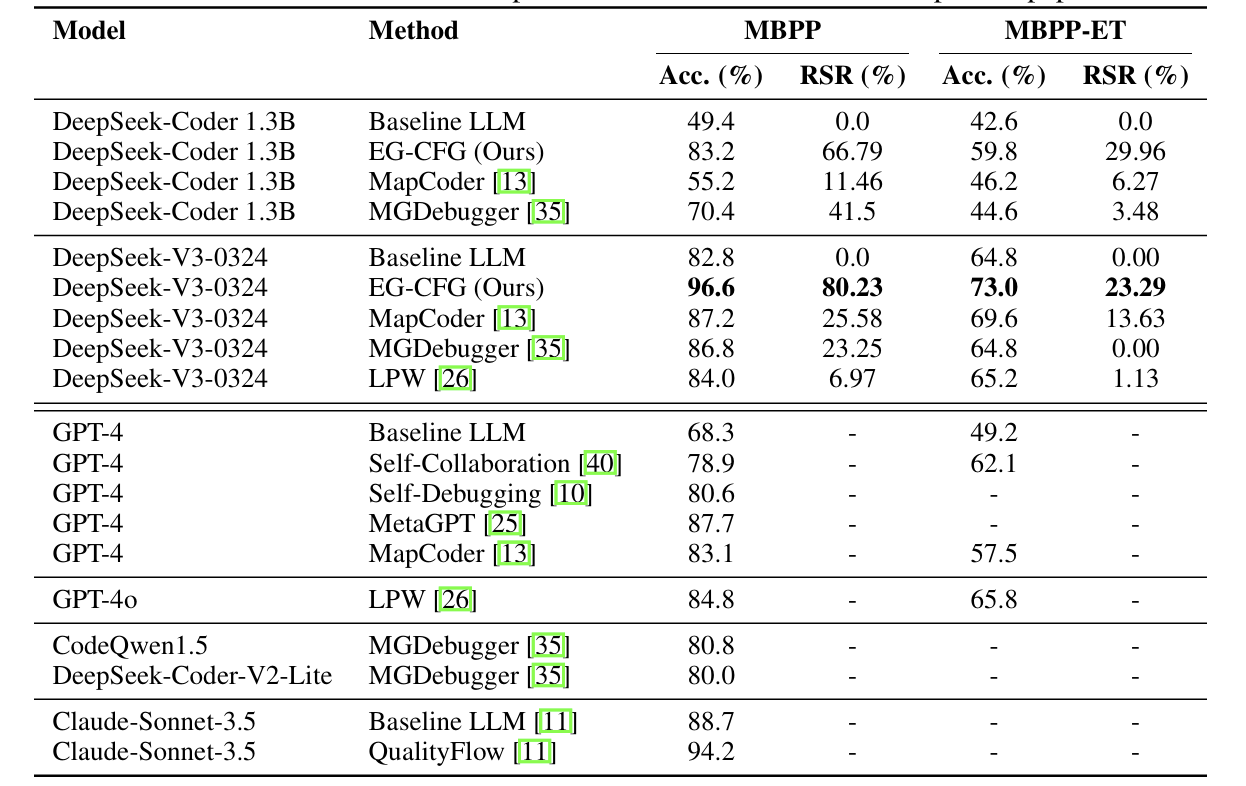 Model Method MBPP MBPP-ET
Acc. (%) RSR (%) Acc. (%) RSR (%)
DeepSeek-Coder 1.3B Baseline LLM 49.4 0.0 42.6 0.0
DeepSeek-Coder 1.3B EG-CFG (Ours) 83.2 66.79 59.8 29.96
DeepSeek-Coder 1.3B MapCoder [13] 55.2 11.46 46.2 6.27
DeepSeek-Coder 1.3B MGDebugger [35] 70.4 41.5 44.6 3.48
DeepSeek-V3-0324 Baseline LLM 82.8 0.0 64.8 0.00
DeepSeek-V3-0324 EG-CFG (Ours) 96.6 80.23 73.0 23.29
DeepSeek-V3-0324 MapCoder [13] 87.2 25.58 69.6 13.63
DeepSeek-V3-0324 MGDebugger [35] 86.8 23.25 64.8 0.00
DeepSeek-V3-0324 LPW [26] 84.0 6.97 65.2 1.13
GPT-4 Baseline LLM 68.3 - 49.2 -
GPT-4 Self-Collaboration [40] 78.9 - 62.1 -
GPT-4 Self-Debugging [10] 80.6 - - -
GPT-4 MetaGPT [25] 87.7 - - -
GPT-4 MapCoder [13] 83.1 - 57.5 -
GPT-4o LPW [26] 84.8 - 65.8 -
CodeQwen1.5 MGDebugger [35] 80.8 - - -
DeepSeek-Coder-V2-Lite MGDebugger [35] 80.0 - - -
Claude-Sonnet-3.5 Baseline LLM [11] 88.7 - - -
Claude-Sonnet-3.5 QualityFlow [11] 94.2 - - -